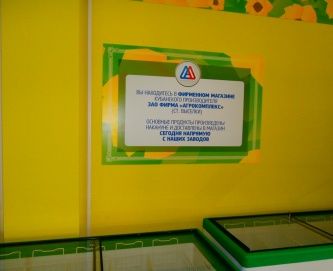 ВЫ НАХОДИТЕСЬ В ФИРМЕННОМ МАГАЗИНЕ
КУБАНСКОГО ПРОИЗВОДИТЕЛЯ
ЗАО ФИРМА «АГРОКОМПЛЕКС»
(СТ. ВЫСЕЛКИ)
ОСНОВНЫЕ ПРОДУКТЫ ПРОИЗВЕДЕНЫ
НАКАНУНЕ И ДОСТАВЛЕНЫ В МАГАЗИН
СЕГОДНЯ НАПРЯМУЮ
С НАШИХ ЗАВОДОВ